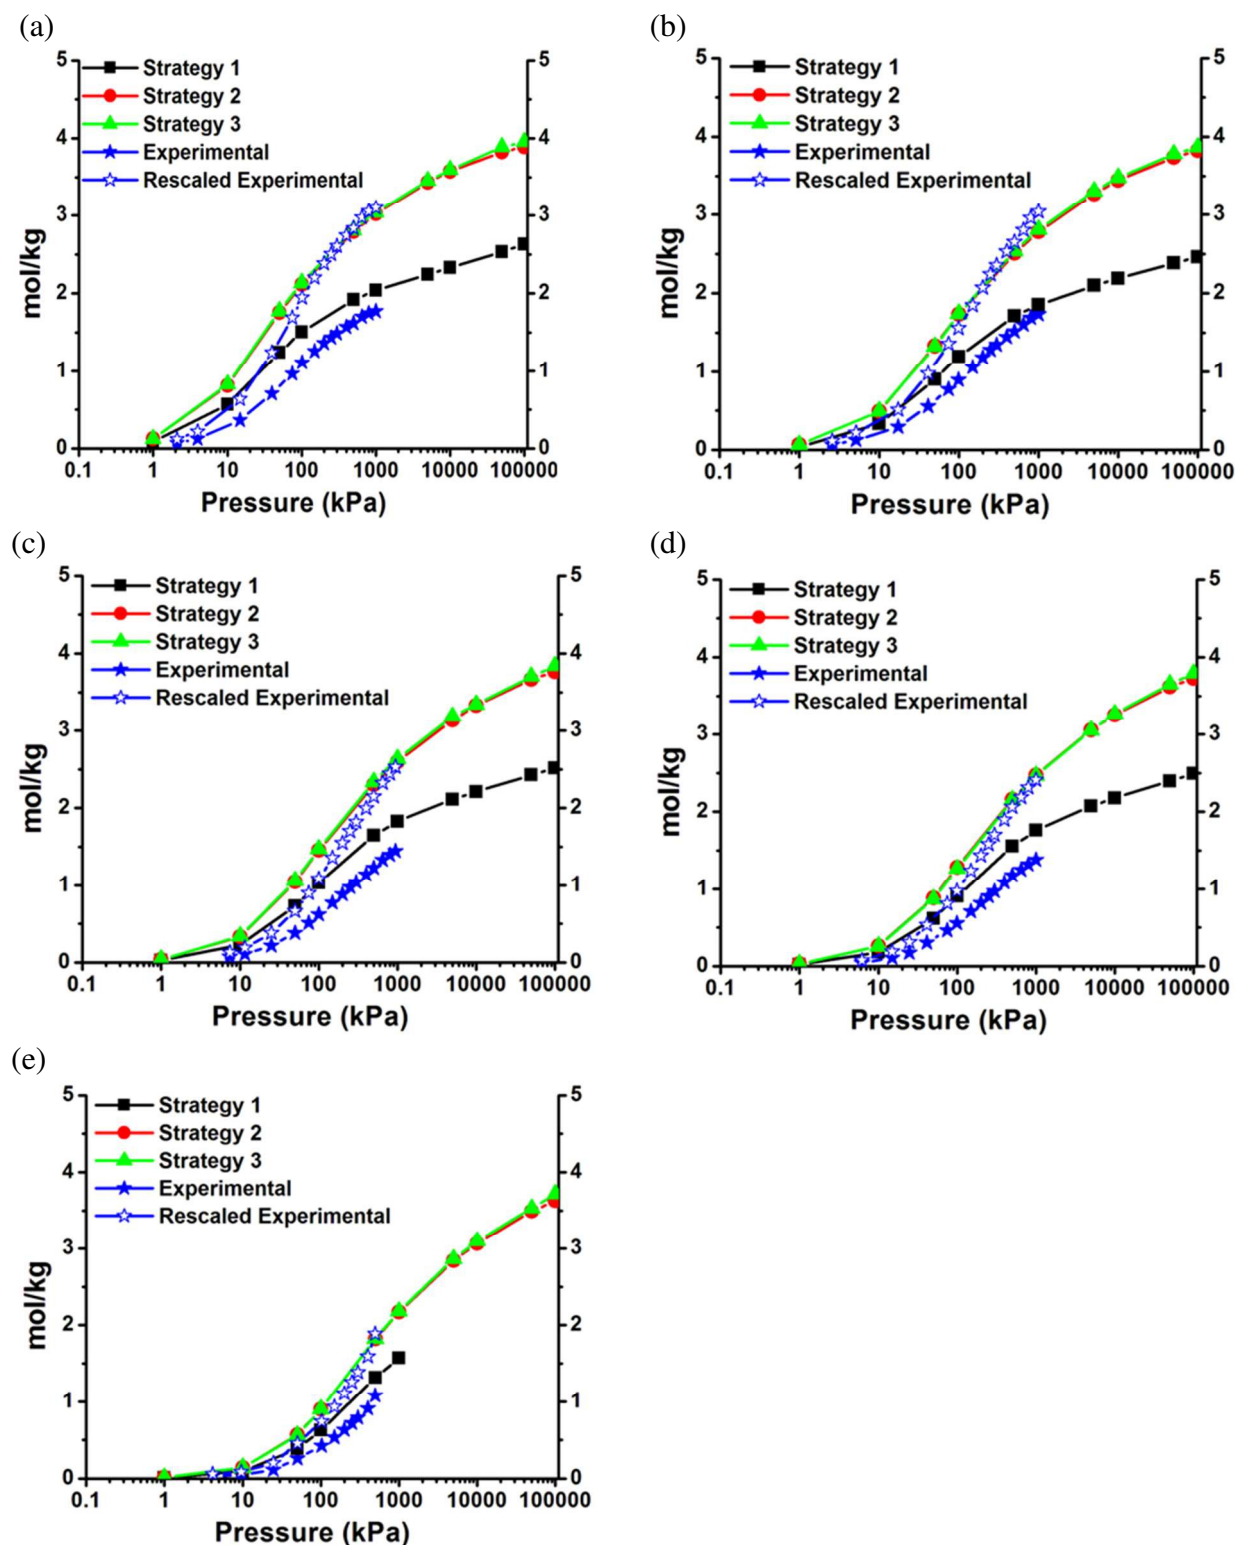 (a)
5 5
Strategy 1
Strategy 2
4 4
Strategy 3
Experimental
Rescaled Experimental
3 3
mol/kg
2 2
1 1
0 0
0.1 1 10 100 1000 10000 100000
Pressure (kPa)
(b)
5 5
Strategy 1
Strategy 2
Strategy 3
4 4
Experimental
Rescaled Experimental
3 3
mol/kg
2 2
1 1
0 0
0.1 1 10 100 1000 10000 100000
Pressure (kPa)
(c)
5 5
Strategy 1
Strategy 2
Strategy 3
4 4
Experimental
Rescaled Experimental
3 3
mol/kg
2 2
1 1
0 0
0.1 1 10 100 1000 10000 100000
Pressure (kPa)
(d)
5 5
Strategy 1
Strategy 2
Strategy 3
4 4
Experimental
Rescaled Experimental
3 3
mol/kg
2 2
1 1
0 0
0.1 1 10 100 1000 10000 100000
Pressure (kPa)
(e)
5 5
Strategy 1
Strategy 2
Strategy 3
4 4
Experimental
Rescaled Experimental
3 3
mol/kg
2 2
1 1
0 0
0.1 1 10 100 1000 10000 100000
Pressure (kPa)